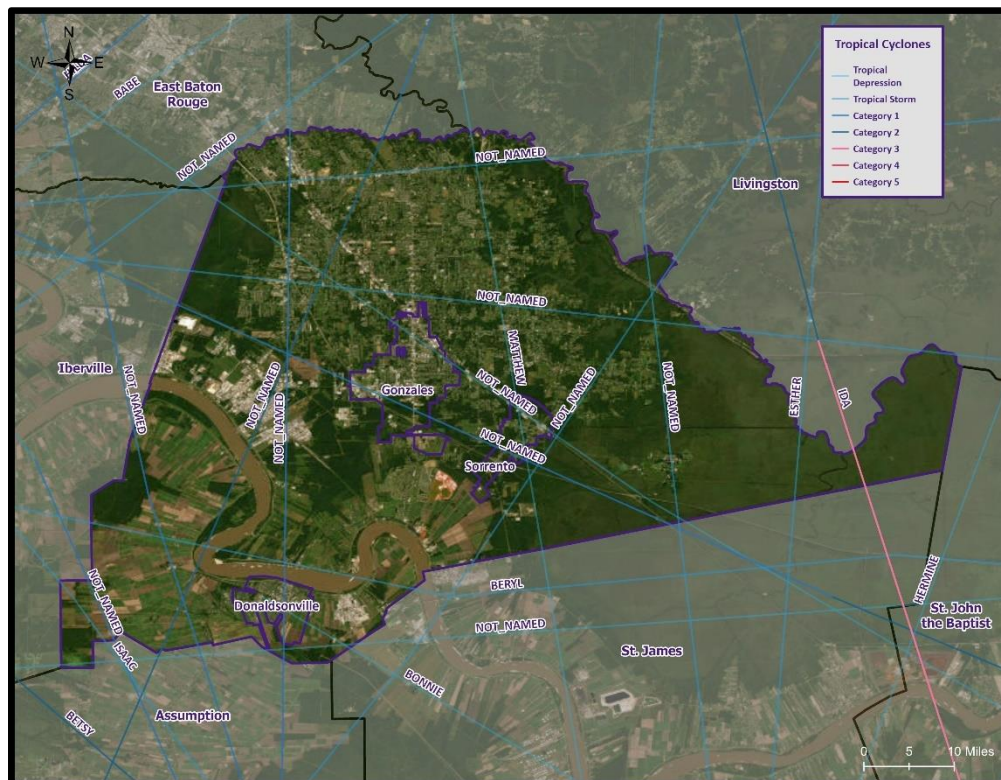 N
W E
S
BABE
East Baton
Rouge
NOT_NAMED
NOT_NAMED
Livingston
Tropical Cyclones
Tropical
Depression
Tropical Storm
Category 1
Category 2
Category 3
Category 4
Category 5
NOT_NAMED
Iberville
NOT_NAMED
NOT_NAMED
NOT_NAMED
Gonzales
MATTHEW
NOT_NAMED
NOT_NAMED
NOT_NAMED
NOT_NAMED
ESTHER
IDA
Sorrento
NOT_NAMED
ISAAC
Donaldsonville
BERYL
NOT_NAMED
HERMINE
St. John
the Baptist
St. James
BONNIE
BETSY
Assumption
0 5 10 Miles